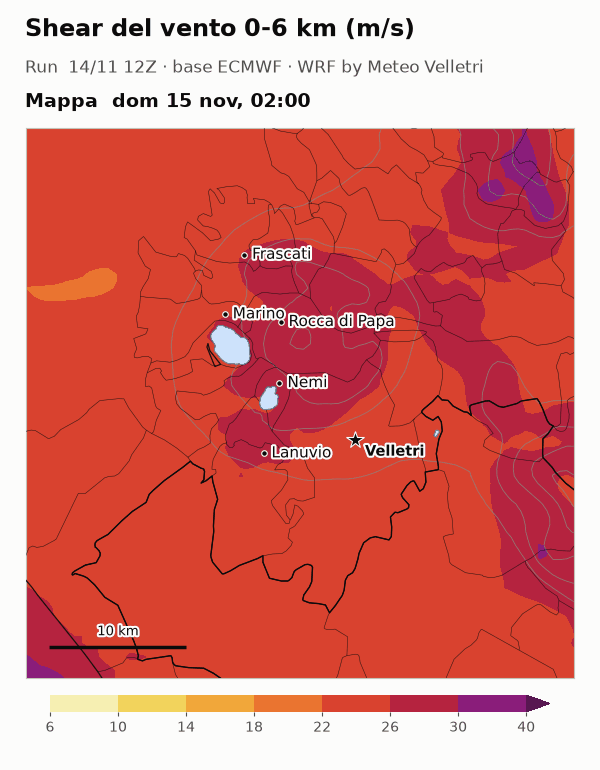 Shear del vento 0-6 km (m/s)
Run  14/11 12Z · base ECMWF · WRF by Meteo Velletri
Mappa  dom 15 nov, 02:00
Frascati
Marino
Rocca di Papa
Nemi
Velletri
Lanuvio
10 km
6 10 14 18 22 26 30 40